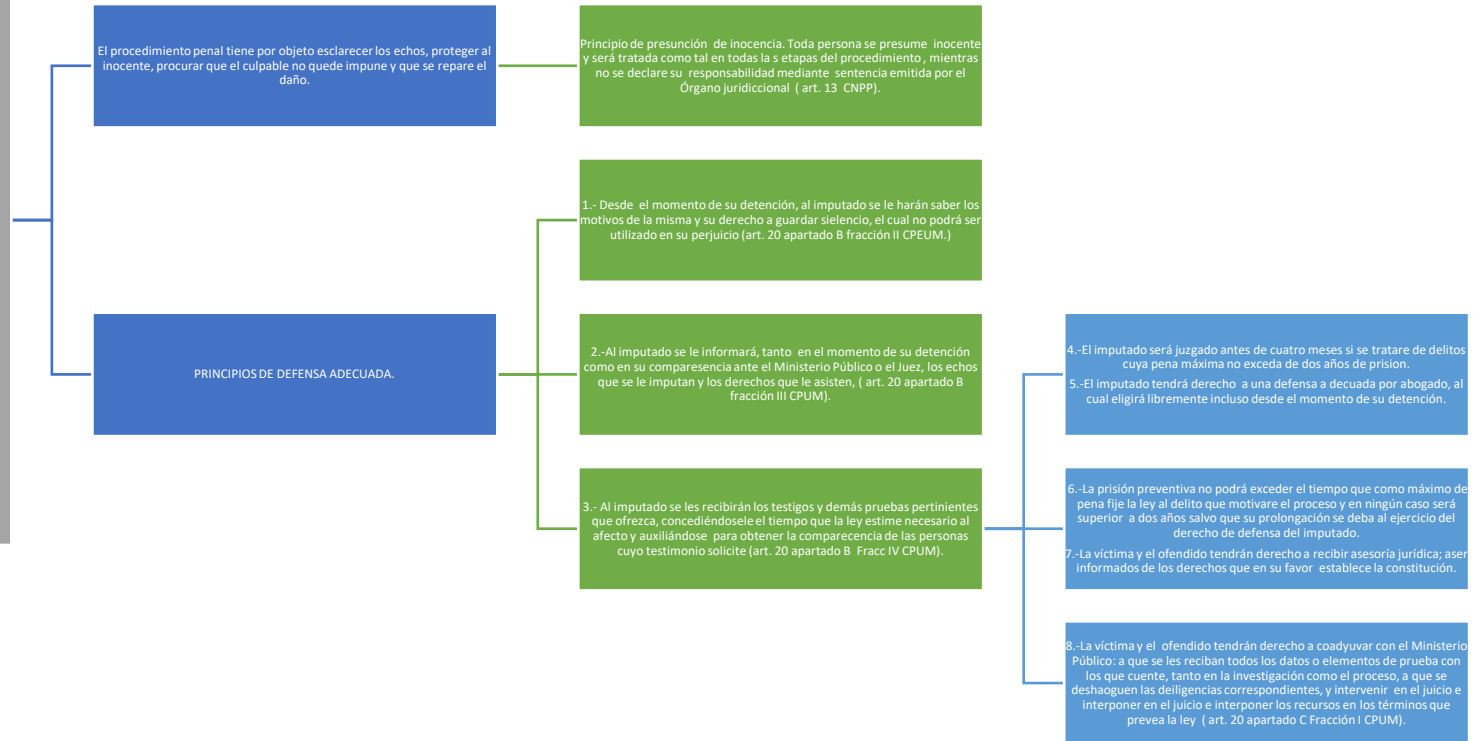 El procedimiento penal tiene por objeto esclarecer los echos, proteger al
inocente, procurar que el culpable no quede impune y que se repare el
daño.
Principio de presunción de inocencia. Toda persona se presume inocente
y será tratada como tal en todas la s etapas del procedimiento , mientras
no se declare su responsabilidad mediante sentencia emitida por el
Órgano juridiccional ( art. 13 CNPP).
PRINCIPIOS DE DEFENSA ADECUADA.
1.- Desde el momento de su detención, al imputado se le harán saber los
motivos de la misma y su derecho a guardar sielencio, el cual no podrá ser
utilizado en su perjuicio (art. 20 apartado B fracción II CPEUM.)
2.-Al imputado se le informará, tanto en el momento de su detención
como en su comparesencia ante el Ministerio Público o el Juez, los echos
que se le imputan y los derechos que le asisten, ( art. 20 apartado B
fracción III CPUM).
3.- Al imputado se les recibirán los testigos y demás pruebas pertinientes
que ofrezca, concediéndosele el tiempo que la ley estime necesario al
afecto y auxiliándose para obtener la comparecencia de las personas
cuyo testimonio solicite (art. 20 apartado B Fracc IV CPUM).
4.-El imputado será juzgado antes de cuatro meses si se tratare de delitos
cuya pena máxima no exceda de dos años de prision.
5.-El imputado tendrá derecho a una defensa a decuada por abogado, al
cual eligirá libremente incluso desde el momento de su detención.
6.-La prisión preventiva no podrá exceder el tiempo que como máximo de
pena fije la ley al delito que motivare el proceso y en ningún caso será
superior a dos años salvo que su prolongación se deba al ejercicio del
derecho de defensa del imputado.
7.-La víctima y el ofendido tendrán derecho a recibir asesoría jurídica; aser
informados de los derechos que en su favor establece la constitución.
8.-La víctima y el ofendido tendrán derecho a coadyuvar con el Ministerio
Público: a que se les reciban todos los datos o elementos de prueba con
los que cuente, tanto en la investigación como el proceso, a que se
deshaoguen las deiligencias correspondientes, y intervenir en el juicio e
interponer en el juicio e interponer los recursos en los términos que
prevea la ley ( art. 20 apartado C Fracción I CPUM).